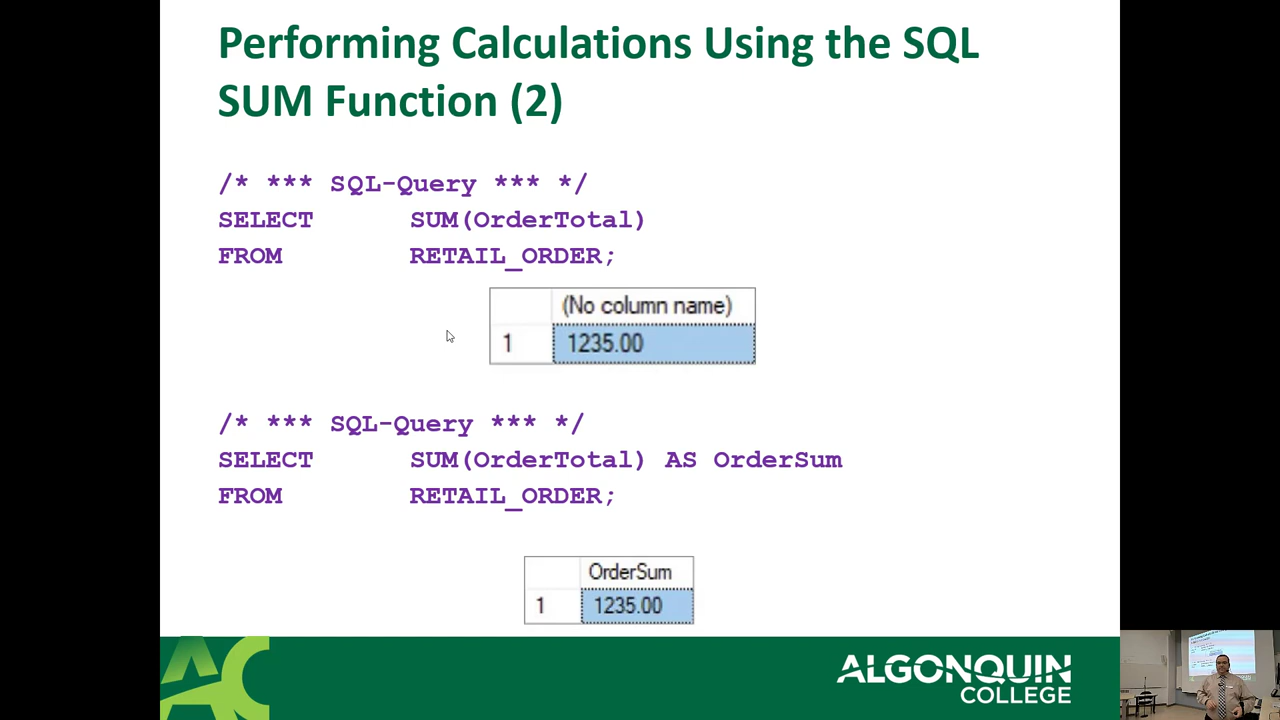 Performing Calculations Using the SQL
SUM Function (2)
/* *** SQL-Query *** */
SELECT SUM(OrderTotal)
FROM RETAIL_ORDER;
(No column name)
1 1235.00
/* *** SQL-Query *** */
SELECT SUM(OrderTotal) AS OrderSum
FROM RETAIL_ORDER;
OrderSum
1 1235.00
AC
ALGONQUIN
COLLEGE